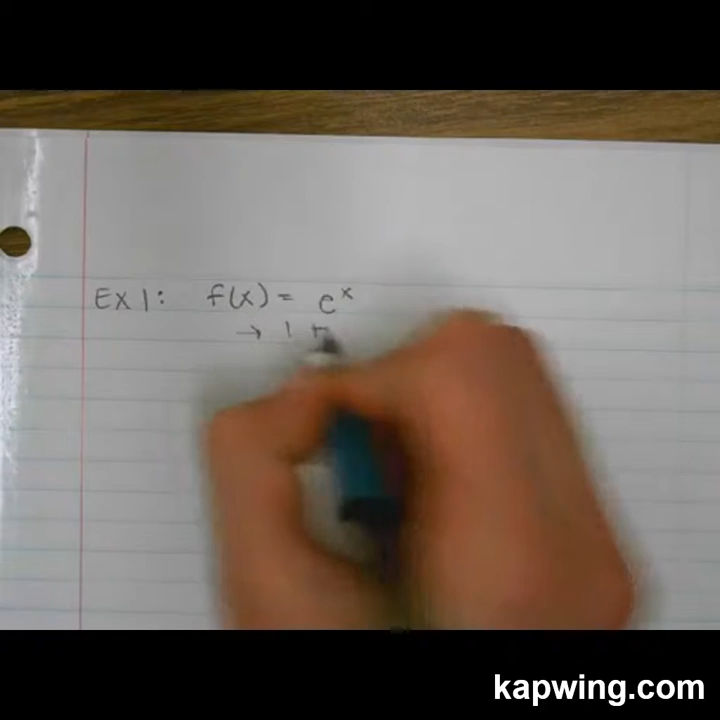 Ex 1: f(x) = e^x
→ 1
kapwing.com